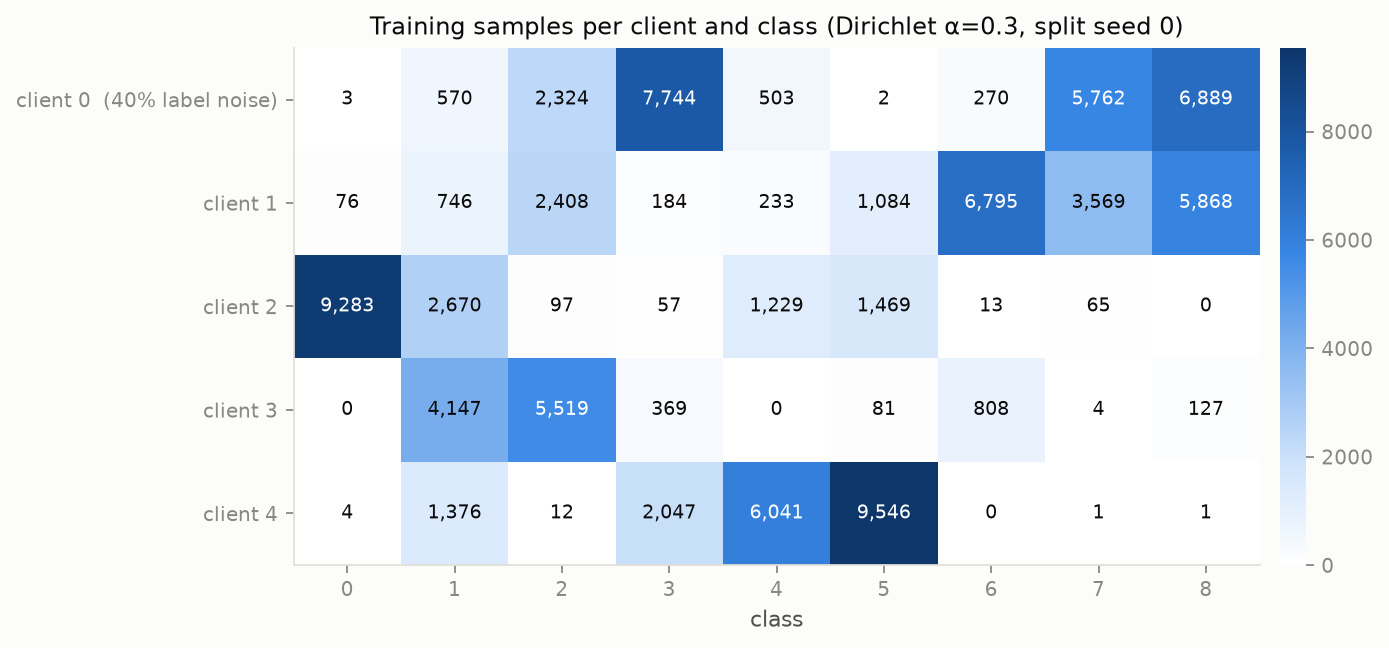 Training samples per client and class (Dirichlet α=0.3, split seed 0)
client 0  (40% label noise) 3 570 2,324 7,744 503 2 270 5,762 6,889
client 1 76 746 2,408 184 233 1,084 6,795 3,569 5,868
client 2 9,283 2,670 97 57 1,229 1,469 13 65 0
client 3 0 4,147 5,519 369 0 81 808 4 127
client 4 4 1,376 12 2,047 6,041 9,546 0 1 1
0 1 2 3 4 5 6 7 8
class
8000
6000
4000
2000
0